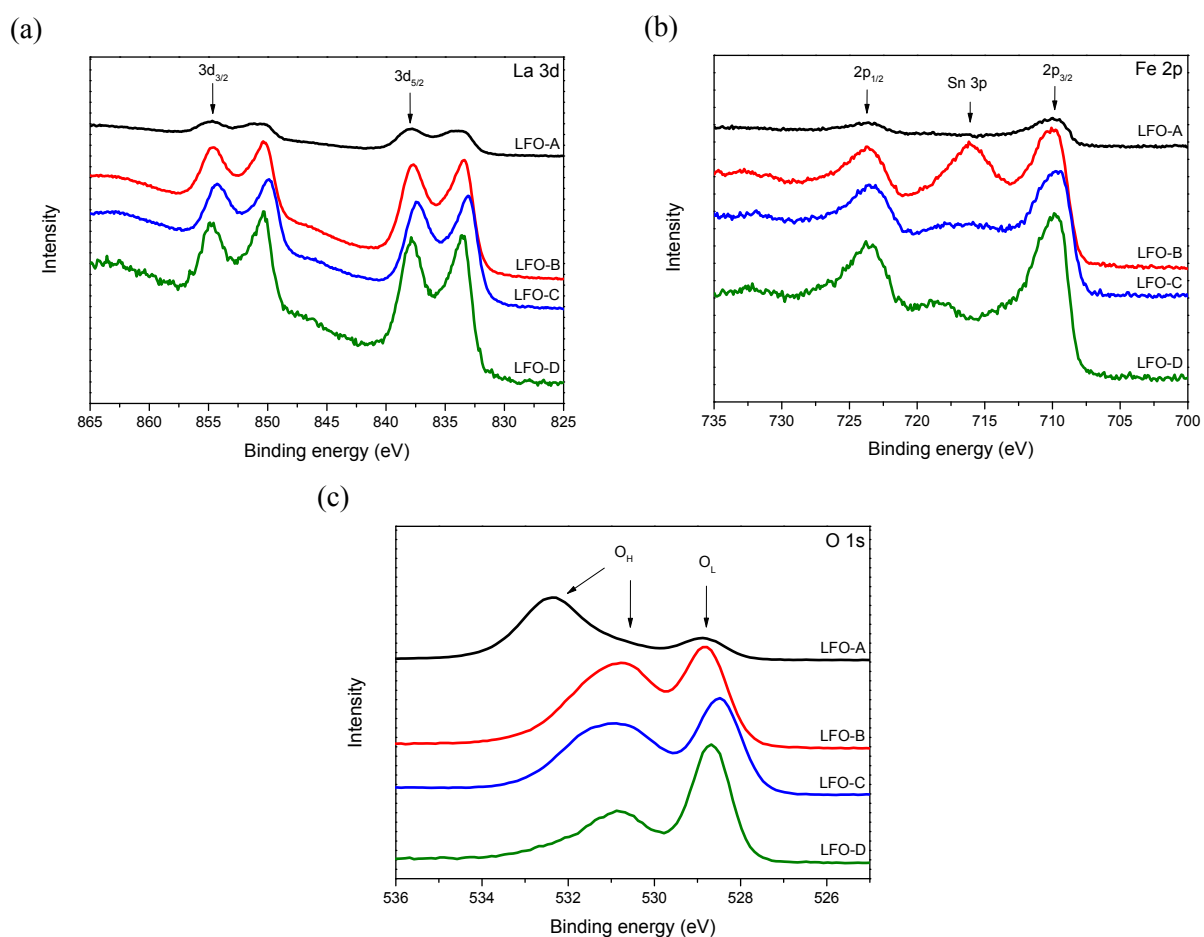 (a)
La 3d
3d3/2
3d5/2
LFO-A
LFO-B
LFO-C
LFO-D
Intensity
865 860 855 850 845 840 835 830 825
Binding energy (eV)
(b)
Fe 2p
2p1/2
Sn 3p
2p3/2
LFO-A
LFO-B
LFO-C
LFO-D
Intensity
735 730 725 720 715 710 705 700
Binding energy (eV)
(c)
O 1s
OH
OL
LFO-A
LFO-B
LFO-C
LFO-D
Intensity
536 534 532 530 528 526
Binding energy (eV)